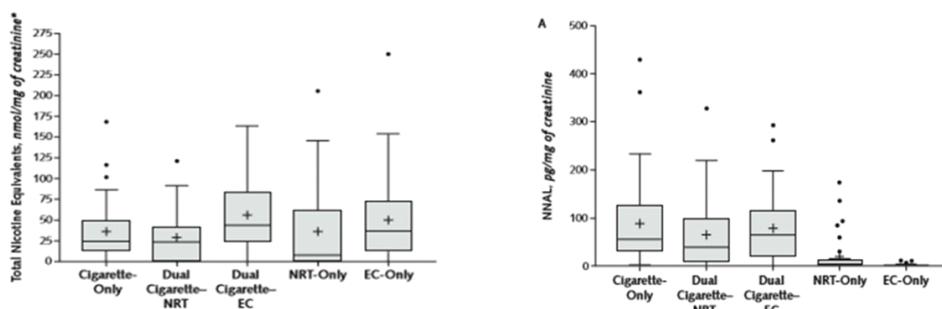 Total Nicotine Equivalents, nmol/mg of creatinine*
275
250
225
200
175
150
125
100
75
50
25
0
Cigarette-
Only
Dual
Cigarette–
NRT
Dual
Cigarette–
EC
NRT-Only
EC-Only
A
NNAL, pg/mg of creatinine
500
400
300
200
100
0
Cigarette-
Only
Dual
Cigarette–
NRT
Dual
Cigarette–
EC
NRT-Only
EC-Only